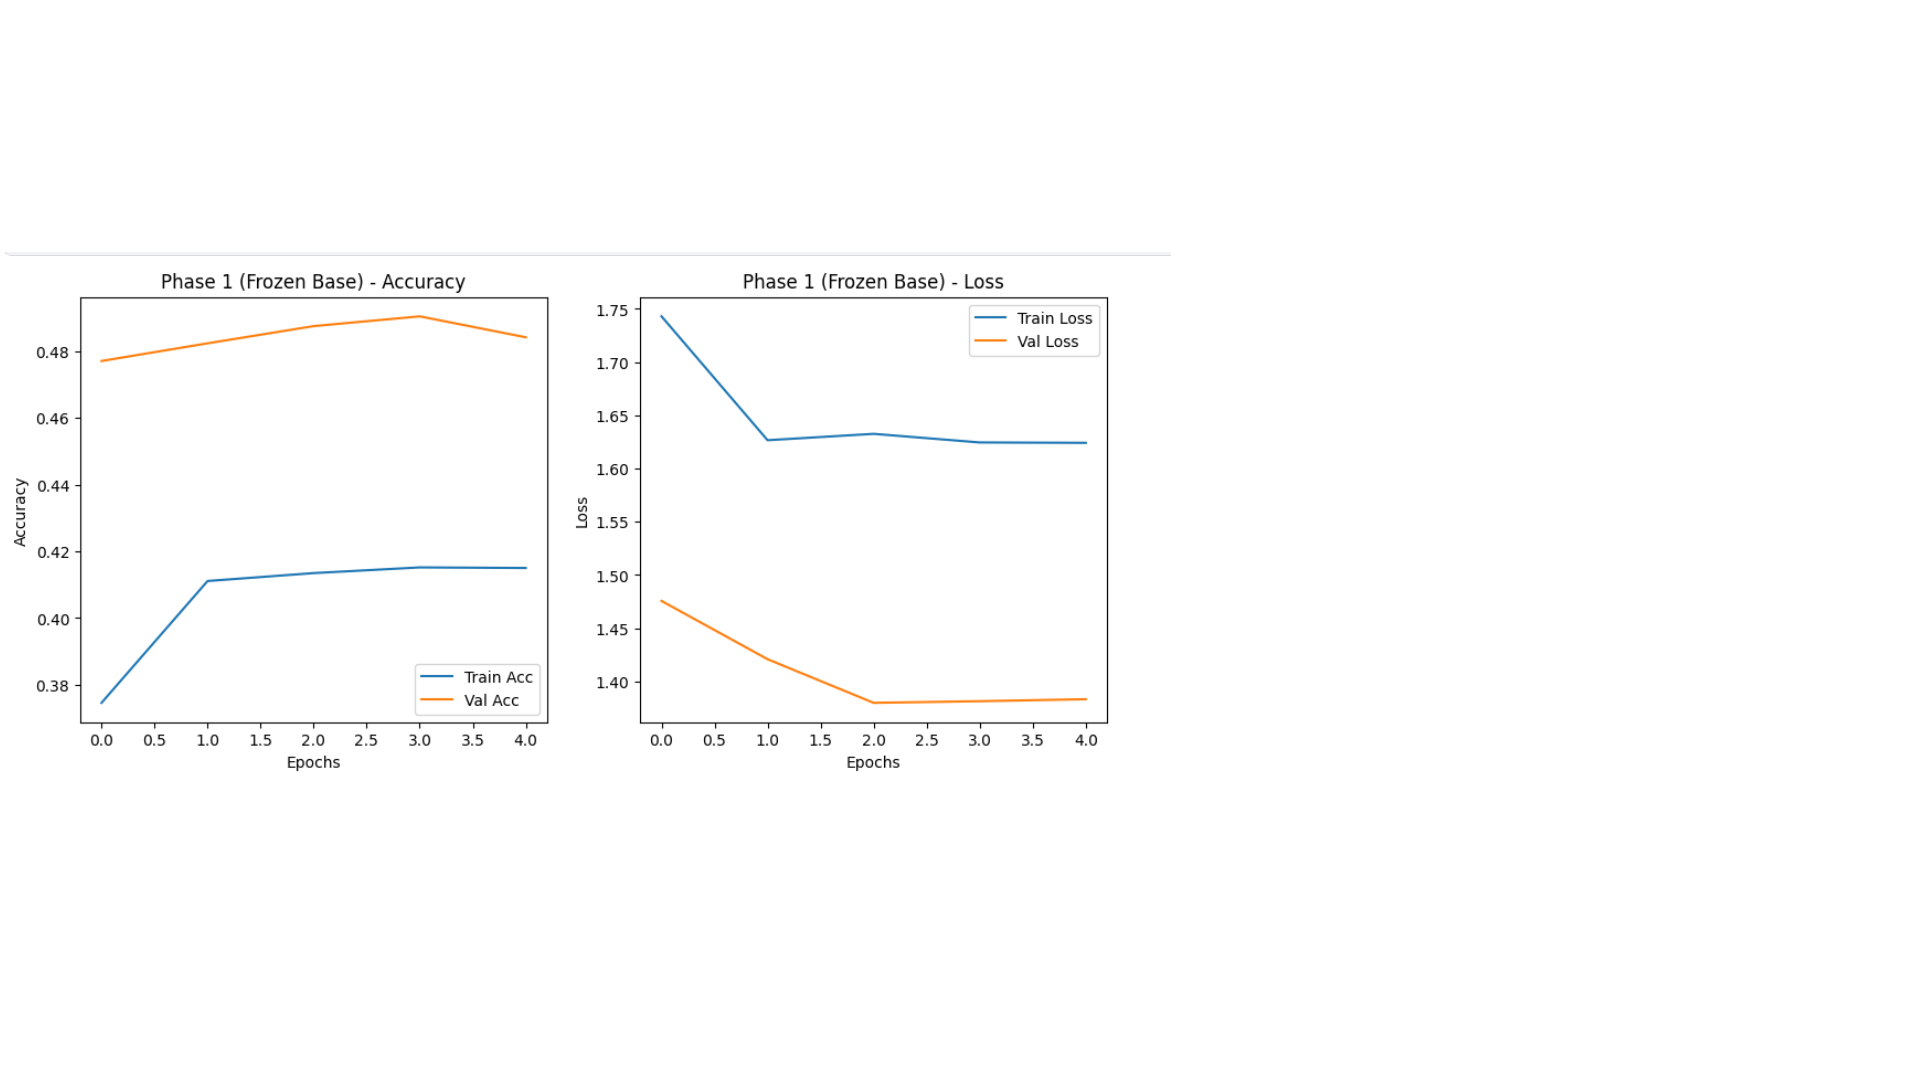 Phase 1 (Frozen Base) - Accuracy
Accuracy
0.48
0.46
0.44
0.42
0.40
0.38
Train Acc
Val Acc
0.0 0.5 1.0 1.5 2.0 2.5 3.0 3.5 4.0
Epochs
Phase 1 (Frozen Base) - Loss
Loss
1.75
1.70
1.65
1.60
1.55
1.50
1.45
1.40
Train Loss
Val Loss
0.0 0.5 1.0 1.5 2.0 2.5 3.0 3.5 4.0
Epochs